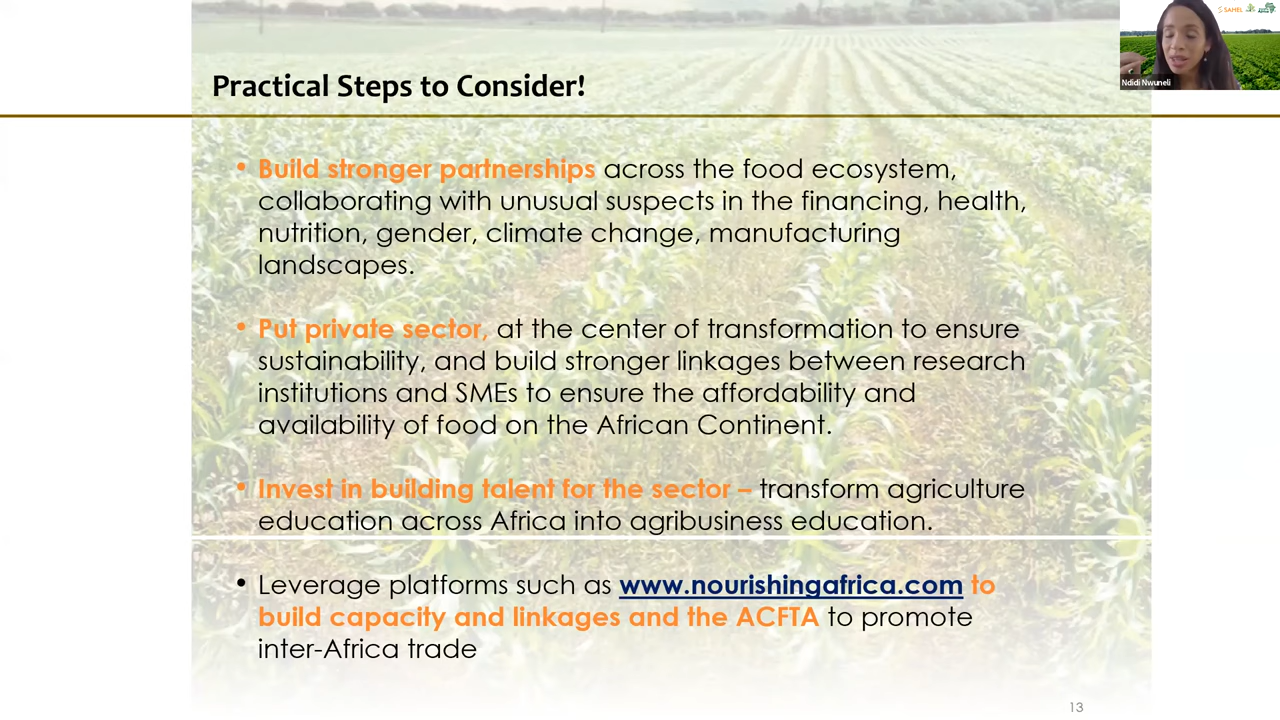 SAHEL
Ndidi Nwuneli
Practical Steps to Consider!
• Build stronger partnerships across the food ecosystem,
collaborating with unusual suspects in the financing, health,
nutrition, gender, climate change, manufacturing
landscapes.
• Put private sector, at the center of transformation to ensure
sustainability, and build stronger linkages between research
institutions and SMEs to ensure the affordability and
availability of food on the African Continent.
• Invest in building talent for the sector – transform agriculture
education across Africa into agribusiness education.
• Leverage platforms such as www.nourishingafrica.com to
build capacity and linkages and the ACFTA to promote
inter-Africa trade
13